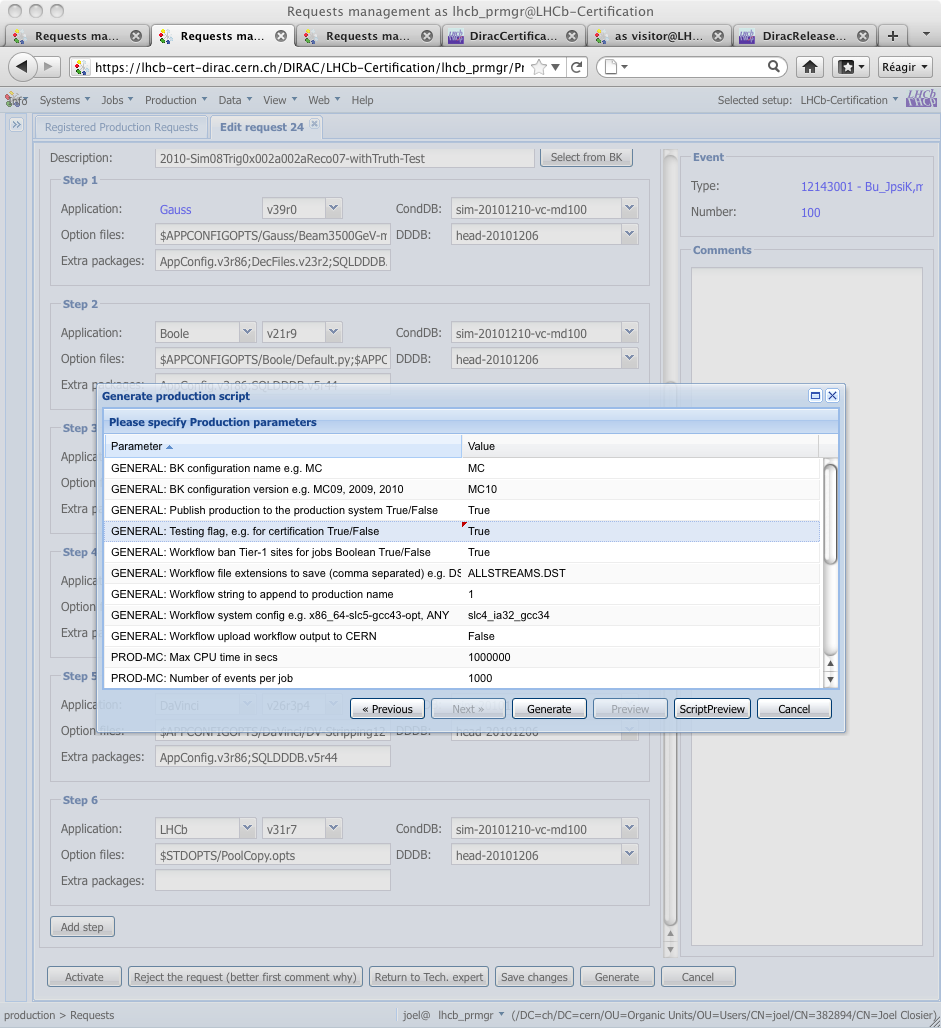 Requests management as lhcb_prmgr@LHCb-Certification
Requests ma... Requests ma... Requests ma... DiracCertifica... as visitor@LH... DiracRelease...
https://lhcb-cert-dirac.cern.ch/DIRAC/LHCb-Certification/lhcb_prmgr/Pr
Réagir
Systems Jobs Production Data View Web Help Selected setup: LHCb-Certification LHCb
Registered Production Requests Edit request 24
Description: 2010-Sim08Trig0x002a002aReco07-withTruth-Test Select from BK
Step 1
Application: Gauss v39r0 CondDB: sim-20101210-vc-md100
Option files: $APPCONFIGOPTS/Gauss/Beam3500GeV-m DDDB: head-20101206
Extra packages: AppConfig.v3r86;DecFiles.v23r2;SQLDDDB.
Step 2
Application: Boole v21r9 CondDB: sim-20101210-vc-md100
Option files: $APPCONFIGOPTS/Boole/Default.py;$APPC DDDB: head-20101206
Extra packages: AppConfig.v3r86;SQLDDDB.v5r44
Event
Type: 12143001 - Bu_JpsiK,m
Number: 100
Comments
Generate production script
Please specify Production parameters
Parameter Value
GENERAL: BK configuration name e.g. MC MC
GENERAL: BK configuration version e.g. MC09, 2009, 2010 MC10
GENERAL: Publish production to the production system True/False True
GENERAL: Testing flag, e.g. for certification True/False True
GENERAL: Workflow ban Tier-1 sites for jobs Boolean True/False True
GENERAL: Workflow file extensions to save (comma separated) e.g. DS ALLSTREAMS.DST
GENERAL: Workflow string to append to production name 1
GENERAL: Workflow system config e.g. x86_64-slc5-gcc43-opt, ANY slc4_ia32_gcc34
GENERAL: Workflow upload workflow output to CERN False
PROD-MC: Max CPU time in secs 1000000
PROD-MC: Number of events per job 1000
« Previous Next » Generate Preview ScriptPreview Cancel
Step 3
Applica
Option
Extra p
Step 4
Applica
Option
Extra p
Step 5
Applica DaVinci v26r3p4
Option files: $APPCONFIGOPTS/DaVinci/DV-Stripping12 DDDB: head-20101206
Extra packages: AppConfig.v3r86;SQLDDDB.v5r44
Step 6
Application: LHCb v31r7 CondDB: sim-20101210-vc-md100
Option files: $STDOPTS/PoolCopy.opts DDDB: head-20101206
Extra packages:
Add step
Activate Reject the request (better first comment why) Return to Tech. expert Save changes Generate Cancel
production > Requests joel@ lhcb_prmgr (/DC=ch/DC=cern/OU=Organic Units/OU=Users/CN=joel/CN=382894/CN=Joel Closier)